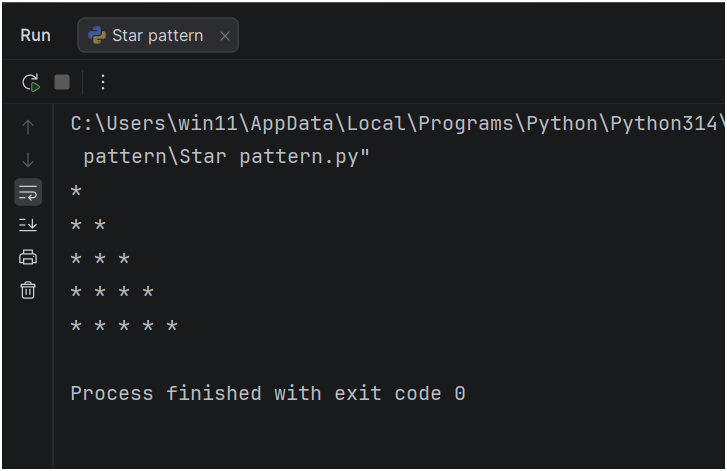 Run
Star pattern
C:\Users\win11\AppData\Local\Programs\Python\Python314\
pattern\Star pattern.py"
*
* *
* * *
* * * *
* * * * *
Process finished with exit code 0